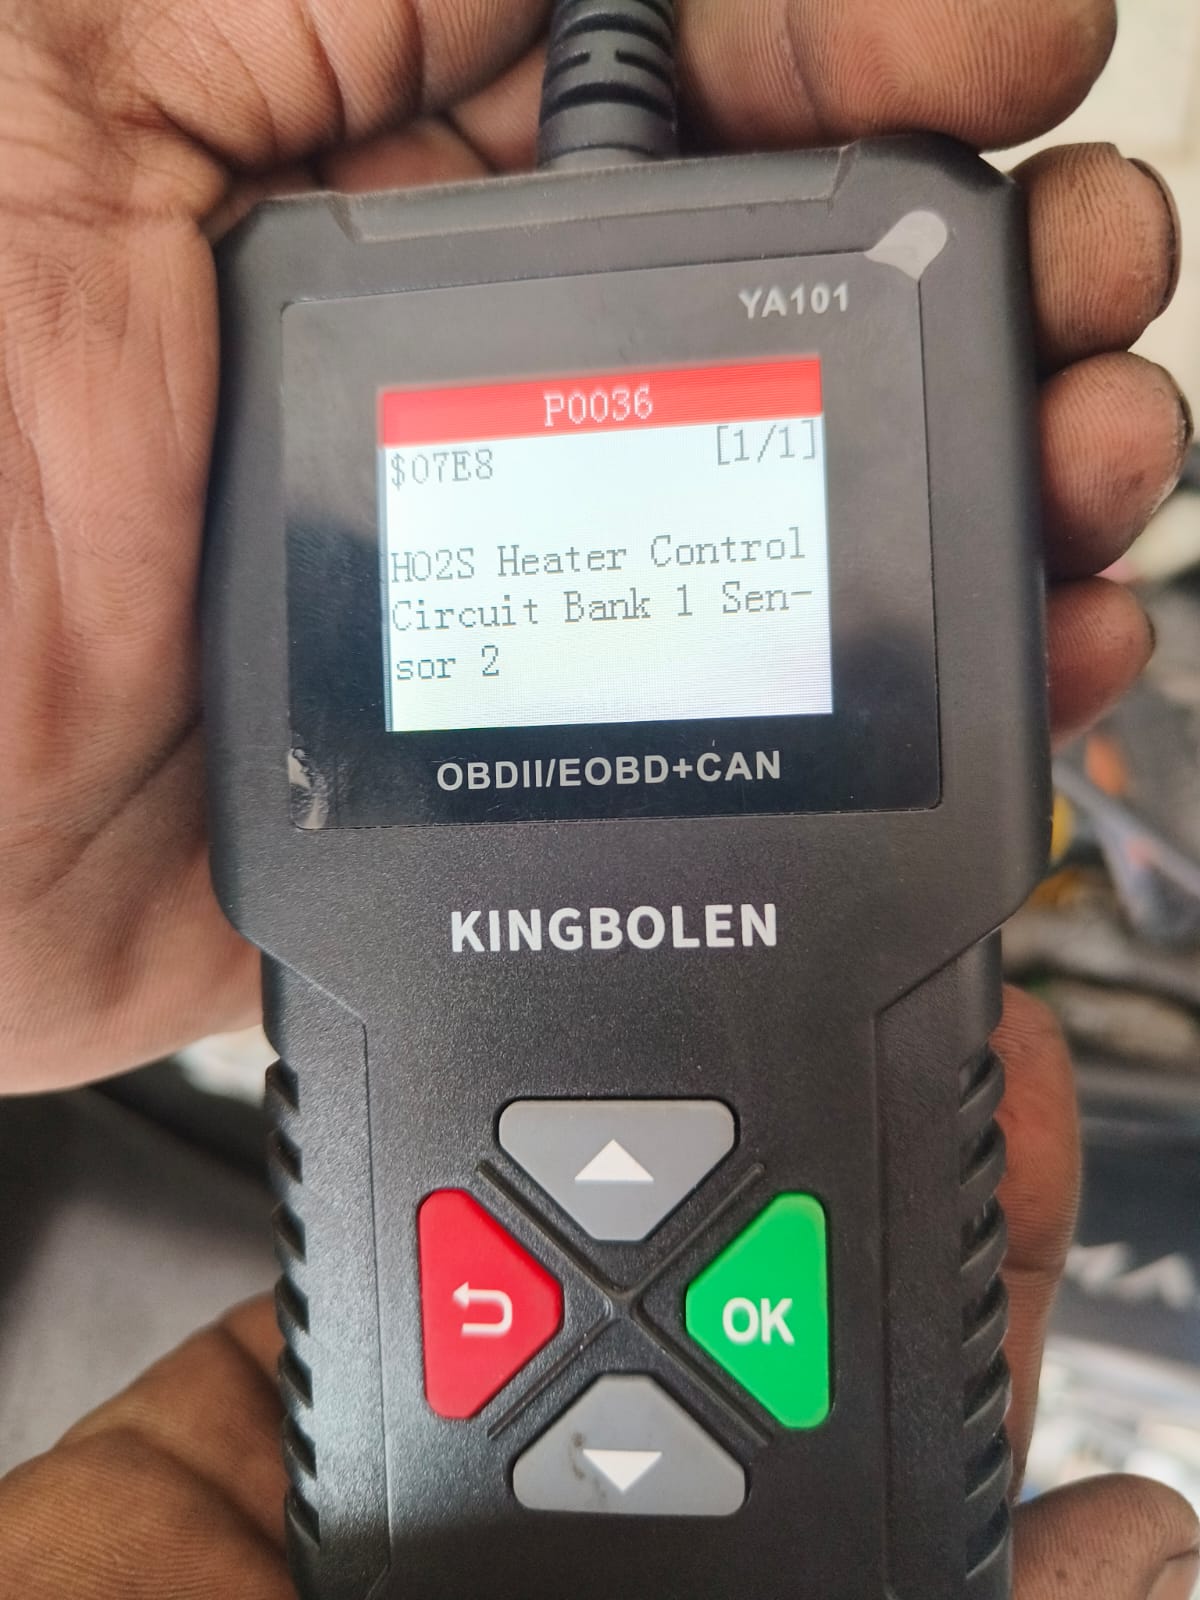 YA101
P0036
$07E8 [1/1]
HO2S Heater Control
Circuit Bank 1 Sen-
sor 2
OBDII/EOBD+CAN
KINGBOLEN
OK